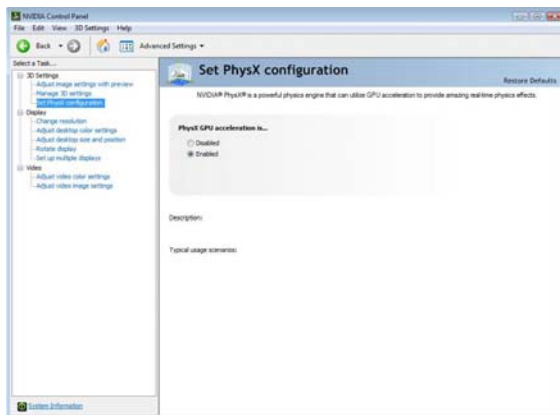 NVIDIA Control Panel
File Edit View 3D Settings Help
Back Advanced Settings
Select a Task...
3D Settings
Adjust image settings with preview
Manage 3D settings
Set PhysX configuration
Display
Change resolution
Adjust desktop color settings
Adjust desktop size and position
Rotate display
Set up multiple displays
Video
Adjust video color settings
Adjust video image settings
System Information
Set PhysX configuration
Restore Defaults
NVIDIA® PhysX® is a powerful physics engine that can utilize GPU acceleration to provide amazing real-time physics effects.
PhysX GPU acceleration is...
Disabled
Enabled
Description:
Typical usage scenarios: